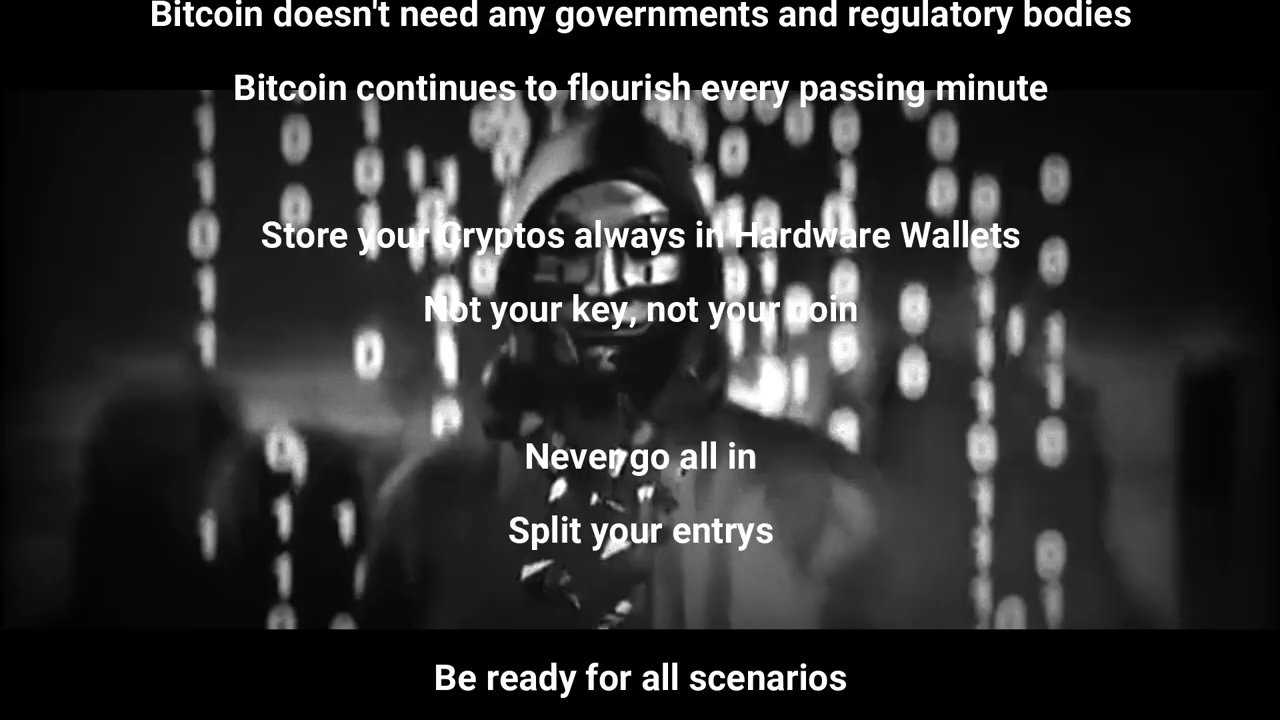 Bitcoin doesn't need any governments and regulatory bodies
Bitcoin continues to flourish every passing minute
Store your Cryptos always in Hardware Wallets
Not your key, not your coin
Never go all in
Split your entrys
Be ready for all scenarios